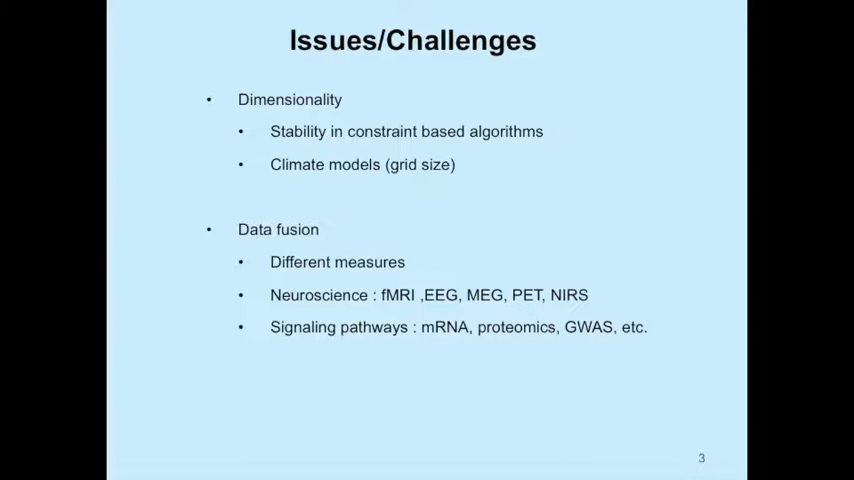 Issues/Challenges
• Dimensionality
• Stability in constraint based algorithms
• Climate models (grid size)
• Data fusion
• Different measures
• Neuroscience : fMRI ,EEG, MEG, PET, NIRS
• Signaling pathways : mRNA, proteomics, GWAS, etc.
3